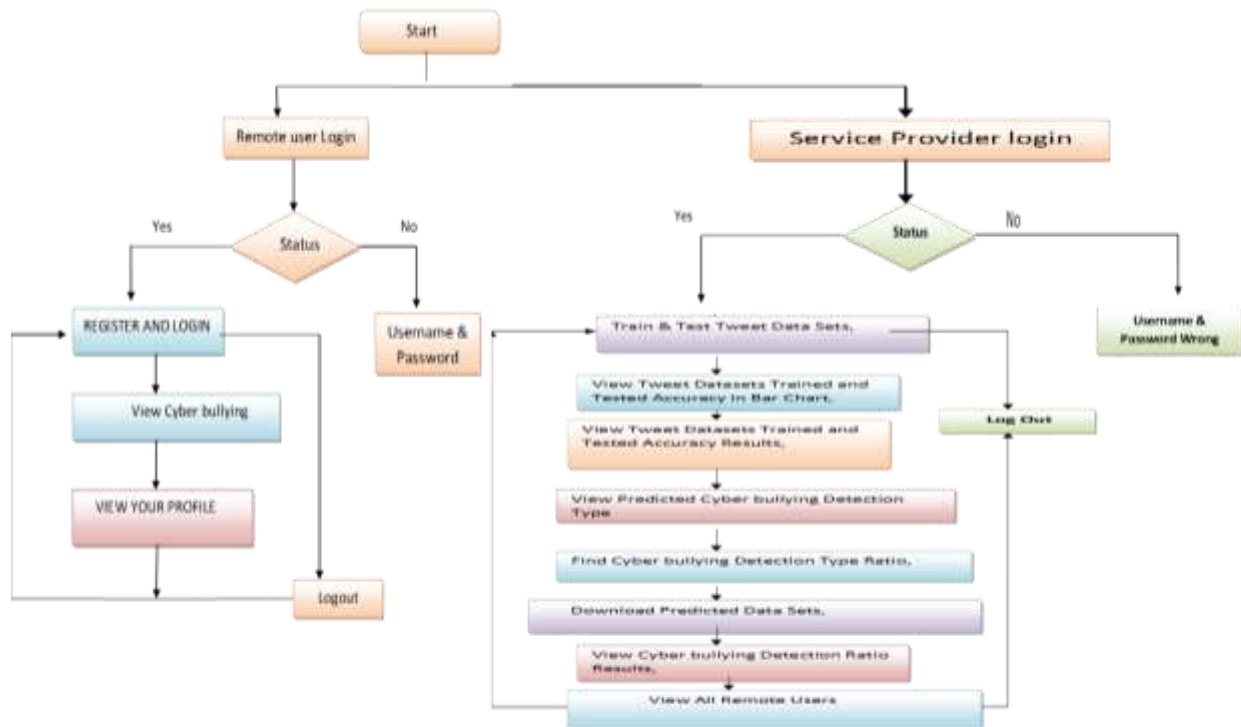 Start
Remote user Login
Service Provider login
Yes
No
Status
Yes
No
Status
REGISTER AND LOGIN
Username &
Password
View Cyber bullying
VIEW YOUR PROFILE
Logout
Train & Test Tweet Data Sets,
Username &
Password Wrong
View Tweet Datasets Trained and
Tested Accuracy in Bar Chart,
View Tweet Datasets Trained and
Tested Accuracy Results,
Log Out
View Predicted Cyber bullying Detection
Type
Find Cyber bullying Detection Type Ratio,
Download Predicted Data Sets,
View Cyber bullying Detection Ratio
Results,
View All Remote Users